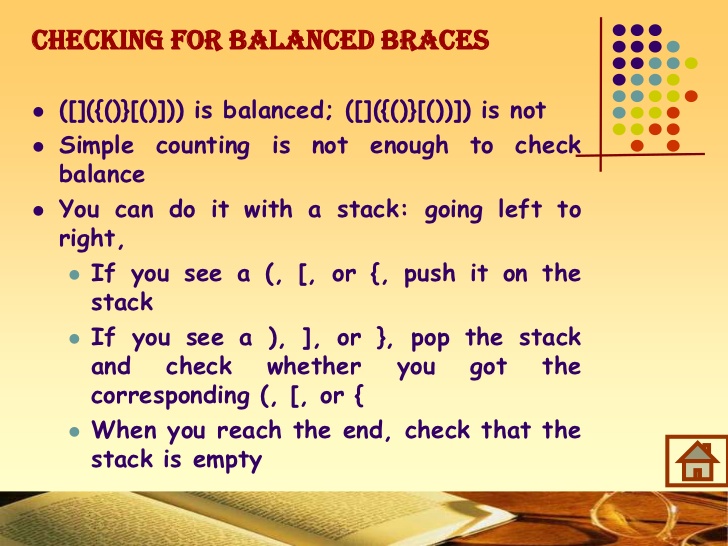 CHECKING FOR BALANCED BRACES
([]({()}[()])) is balanced; ([]({()}[())]) is not
Simple counting is not enough to check
balance
You can do it with a stack: going left to
right,
If you see a (, [, or {, push it on the
stack
If you see a ), ], or }, pop the stack
and check whether you got the
corresponding (, [, or {
When you reach the end, check that the
stack is empty